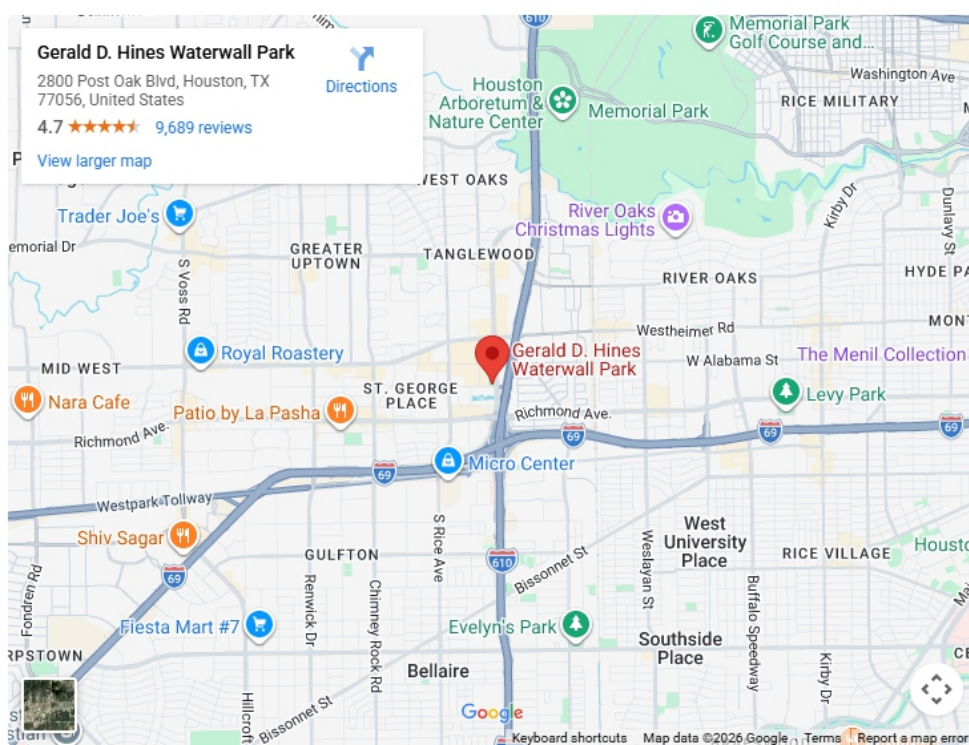 Gerald D. Hines Waterwall Park
2800 Post Oak Blvd, Houston, TX
77056, United States
Directions
4.7
9,689 reviews
View larger map
610
Memorial Park
Golf Course and...
Washington Ave
Houston
Arboretum &
Nature Center
Memorial Park
RICE MILITARY
WEST OAKS
Kirby Dr
Dunlavy St
Trader Joe's
River Oaks
Christmas Lights
emorial Dr
GREATER
UPTOWN
TANGLEWOOD
S Voss Rd
RIVER OAKS
HYDE PA
MON
Westheimer Rd
Royal Roastery
Gerald D. Hines
Waterwall Park
W Alabama St
The Menil Collection
MID WEST
ST. GEORGE
PLACE
Levy Park
Nara Cafe
Patio by La Pasha
Richmond Ave.
Richmond Ave.
69
69
69
Micro Center
69
Westpark Tollway
S Rice Ave
West
University
Place
Shiv Sagar
GULFTON
610
Bissonnet St
Weslayan St
RICE VILLAGE
Housto
69
Fondren Rd
Renwick Dr
Chimney Rock Rd
Buffalo Speedway
Fiesta Mart #7
Evelyn's Park
RPSTOWN
Bellaire
Southside
Place
Kirby Dr
CE
Hillcroft
Bissonnet St
Google
Keyboard shortcuts
Map data ©2026 Google
Terms
Report a map error